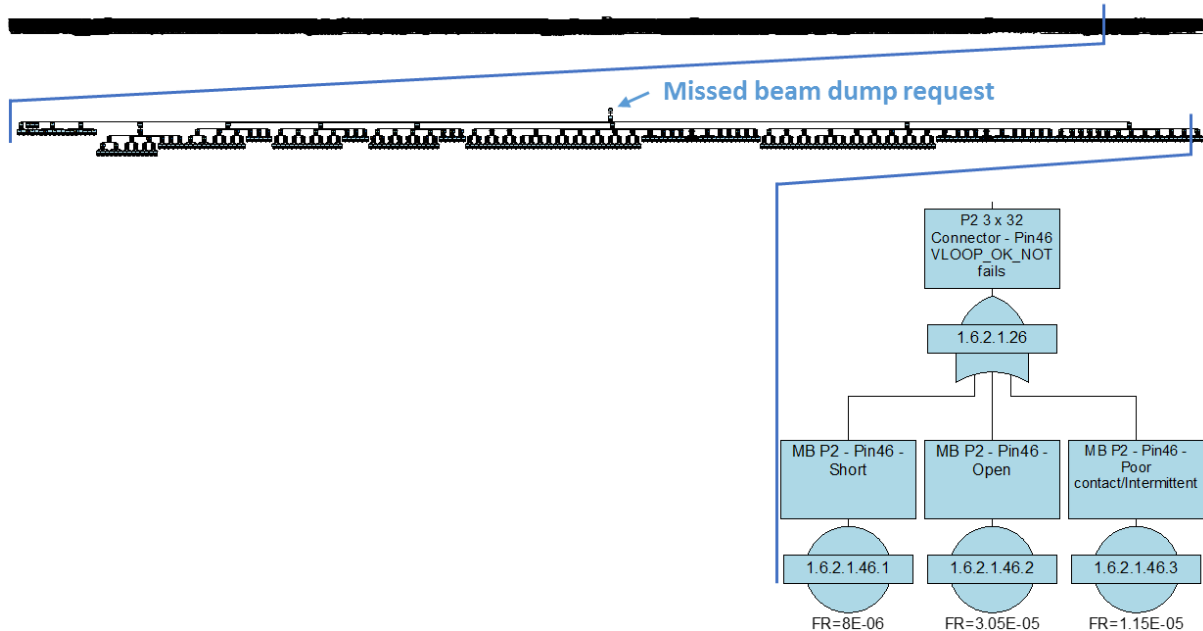 Missed beam dump request
P2 3 x 32
Connector - Pin46
VLOOP_OK_NOT
fails
1.6.2.1.26
MB P2 - Pin46 -
Short
MB P2 - Pin46 -
Open
MB P2 - Pin46 -
Poor
contact/Intermittent
1.6.2.1.46.1
1.6.2.1.46.2
1.6.2.1.46.3
FR=8E-06
FR=3.05E-05
FR=1.15E-05